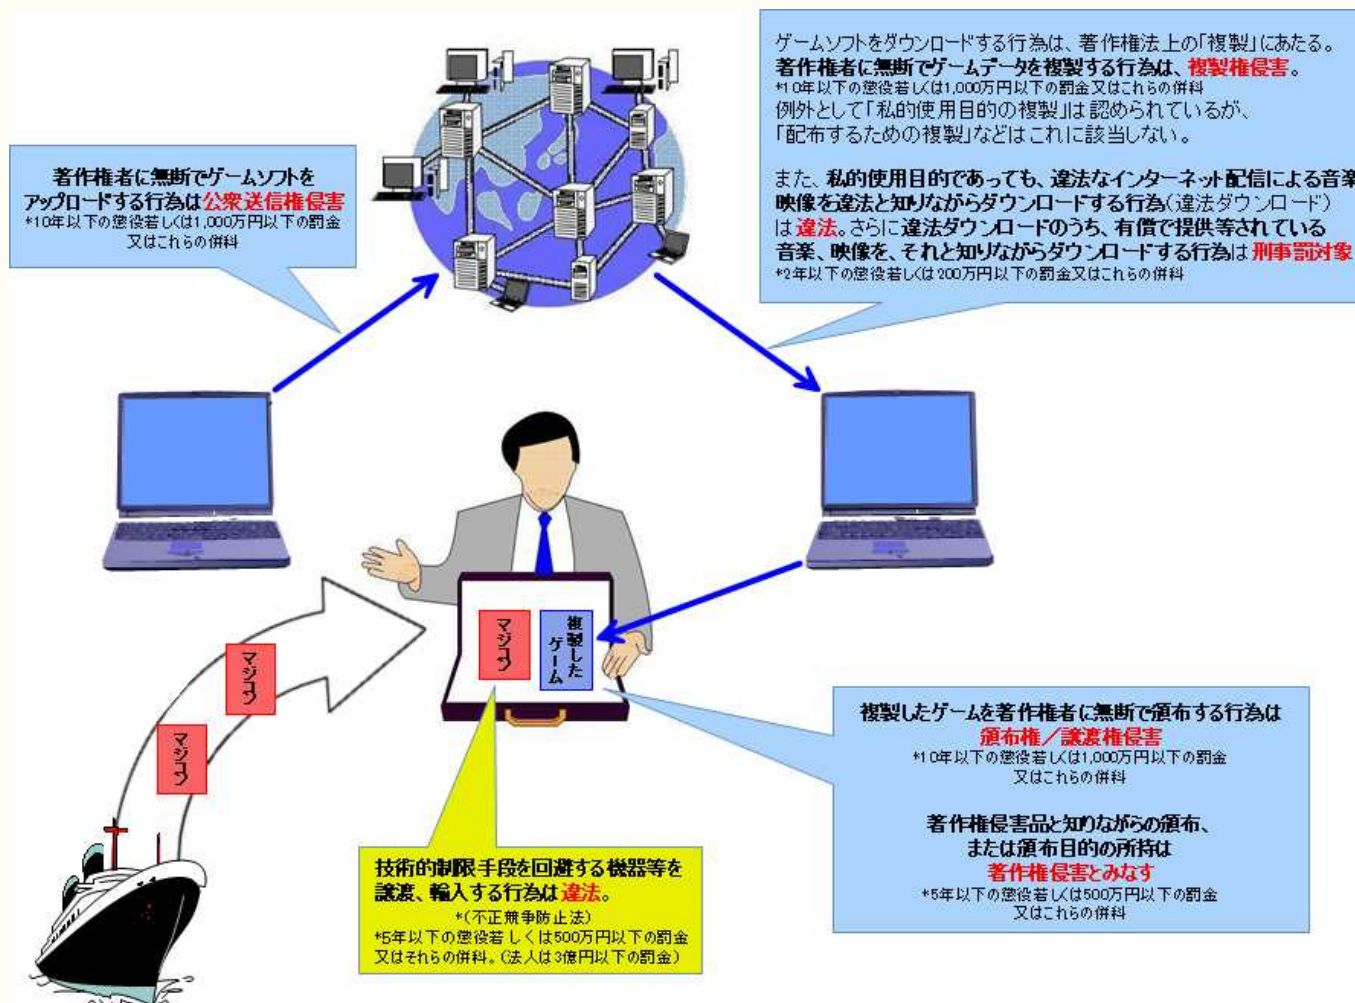 著作権者に無断でゲームソフトを
アップロードする行為は公衆送信権侵害
*10年以下の懲役若しくは1,000万円以下の罰金
又はこれらの併科
ゲームソフトをダウンロードする行為は、著作権法上の「複製」にあたる。
著作権者に無断でゲームデータを複製する行為は、複製権侵害。
*10年以下の懲役若しくは1,000万円以下の罰金又はこれらの併科
例外として「私的使用目的の複製」は認められているが、
「配布するための複製」などはこれに該当しない。
また、私的使用目的であっても、違法なインターネット配信による音楽
映像を違法と知りながらダウンロードする行為(違法ダウンロード)
は違法。さらに違法ダウンロードのうち、有償で提供等されている
音楽、映像を、それと知りながらダウンロードする行為は刑事罰対象
*2年以下の懲役若しくは200万円以下の罰金又はこれらの併科
マジコン
複製した
ゲーム
マジコン
マジコン
複製したゲームを著作権者に無断で頒布する行為は
頒布権/譲渡権侵害
*10年以下の懲役若しくは1,000万円以下の罰金
又はこれらの併科
著作権侵害品と知りながらの頒布、
または頒布目的の所持は
著作権侵害とみなす
*5年以下の懲役若しくは500万円以下の罰金
又はこれらの併科
技術的制限手段を回避する機器等を
譲渡、輸入する行為は違法。
*(不正競争防止法)
*5年以下の懲役若しくは500万円以下の罰金
又はそれらの併科。(法人は3億円以下の罰金)